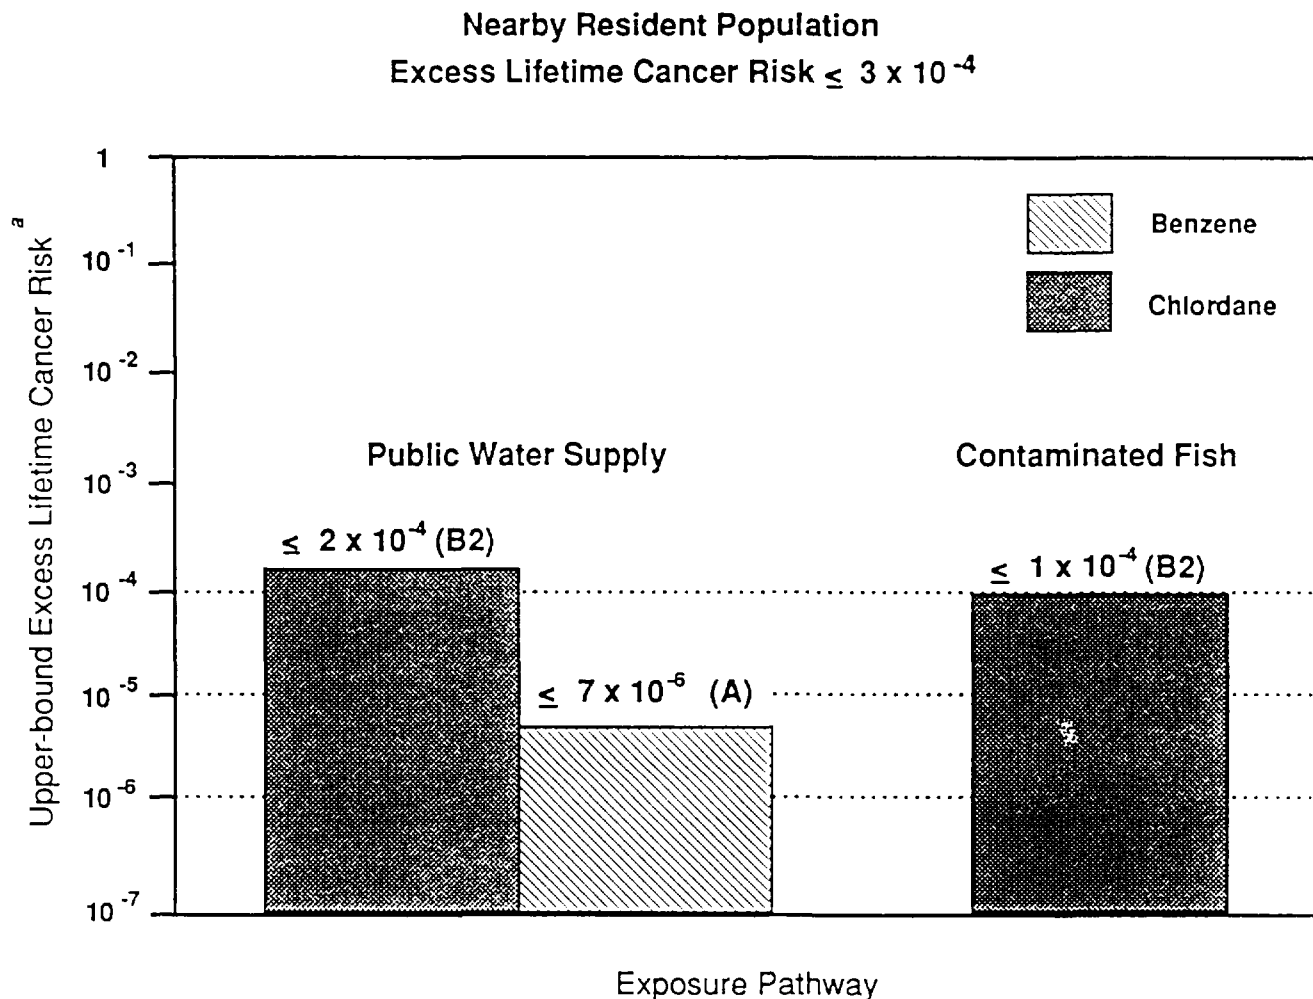 Nearby Resident Population
Excess Lifetime Cancer Risk ≤ 3 x 10⁻⁴
Upper-bound Excess Lifetime Cancer Risk ᵃ
1
10⁻¹
10⁻²
10⁻³
10⁻⁴
10⁻⁵
10⁻⁶
10⁻⁷
Benzene
Chlordane
Public Water Supply
Contaminated Fish
≤ 2 x 10⁻⁴ (B2)
≤ 7 x 10⁻⁶ (A)
≤ 1 x 10⁻⁴ (B2)
Exposure Pathway